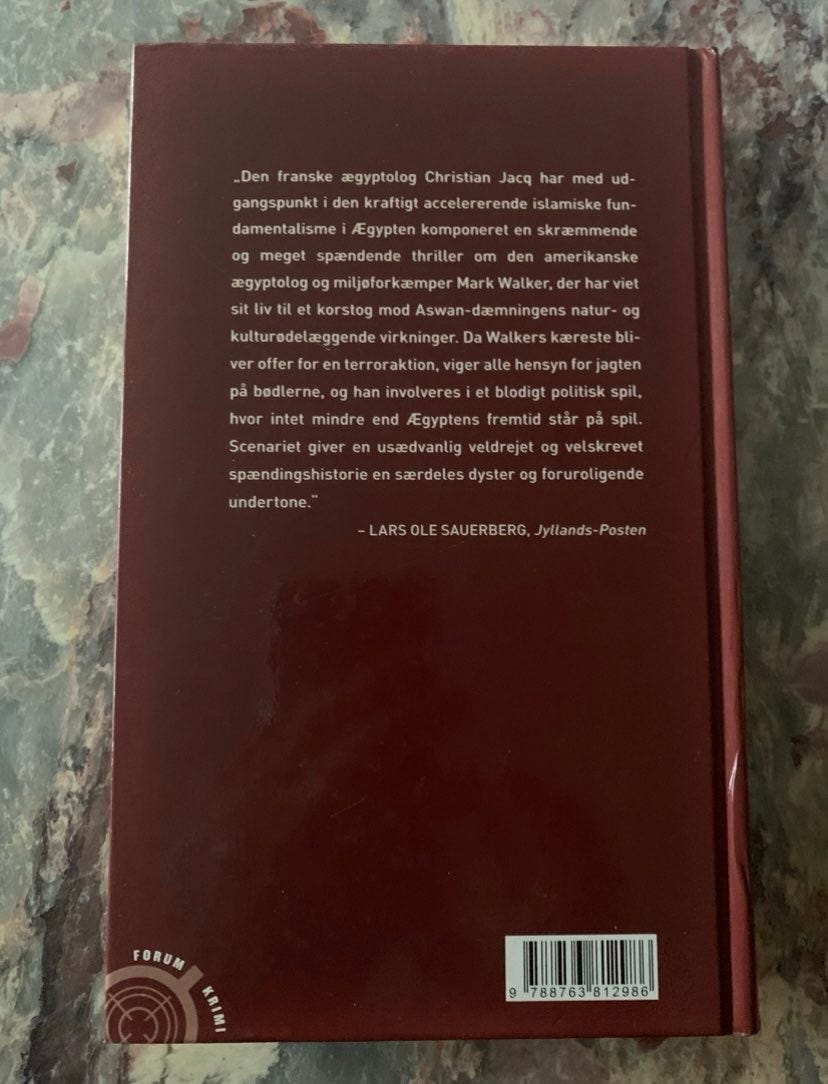 „Den franske ægyptolog Christian Jacq har med ud-
gangspunkt i den kraftigt accelererende islamiske fun-
damentalisme i Ægypten komponeret en skræmmende
og meget spændende thriller om den amerikanske
ægyptolog og miljøforkæmper Mark Walker, der har viet
sit liv til et korstog mod Aswan-dæmningens natur- og
kulturødelæggende virkninger. Da Walkers kæreste bli-
ver offer for en terroraktion, viger alle hensyn for jagten
på bødlerne, og han involveres i et blodigt politisk spil,
hvor intet mindre end Ægyptens fremtid står på spil.
Scenariet giver en usædvanlig veldrejet og velskrevet
spændingshistorie en særdeles dyster og foruroligende
undertone.“
– LARS OLE SAUERBERG, Jyllands-Posten
FORUM KRIMI
9 788763 812986